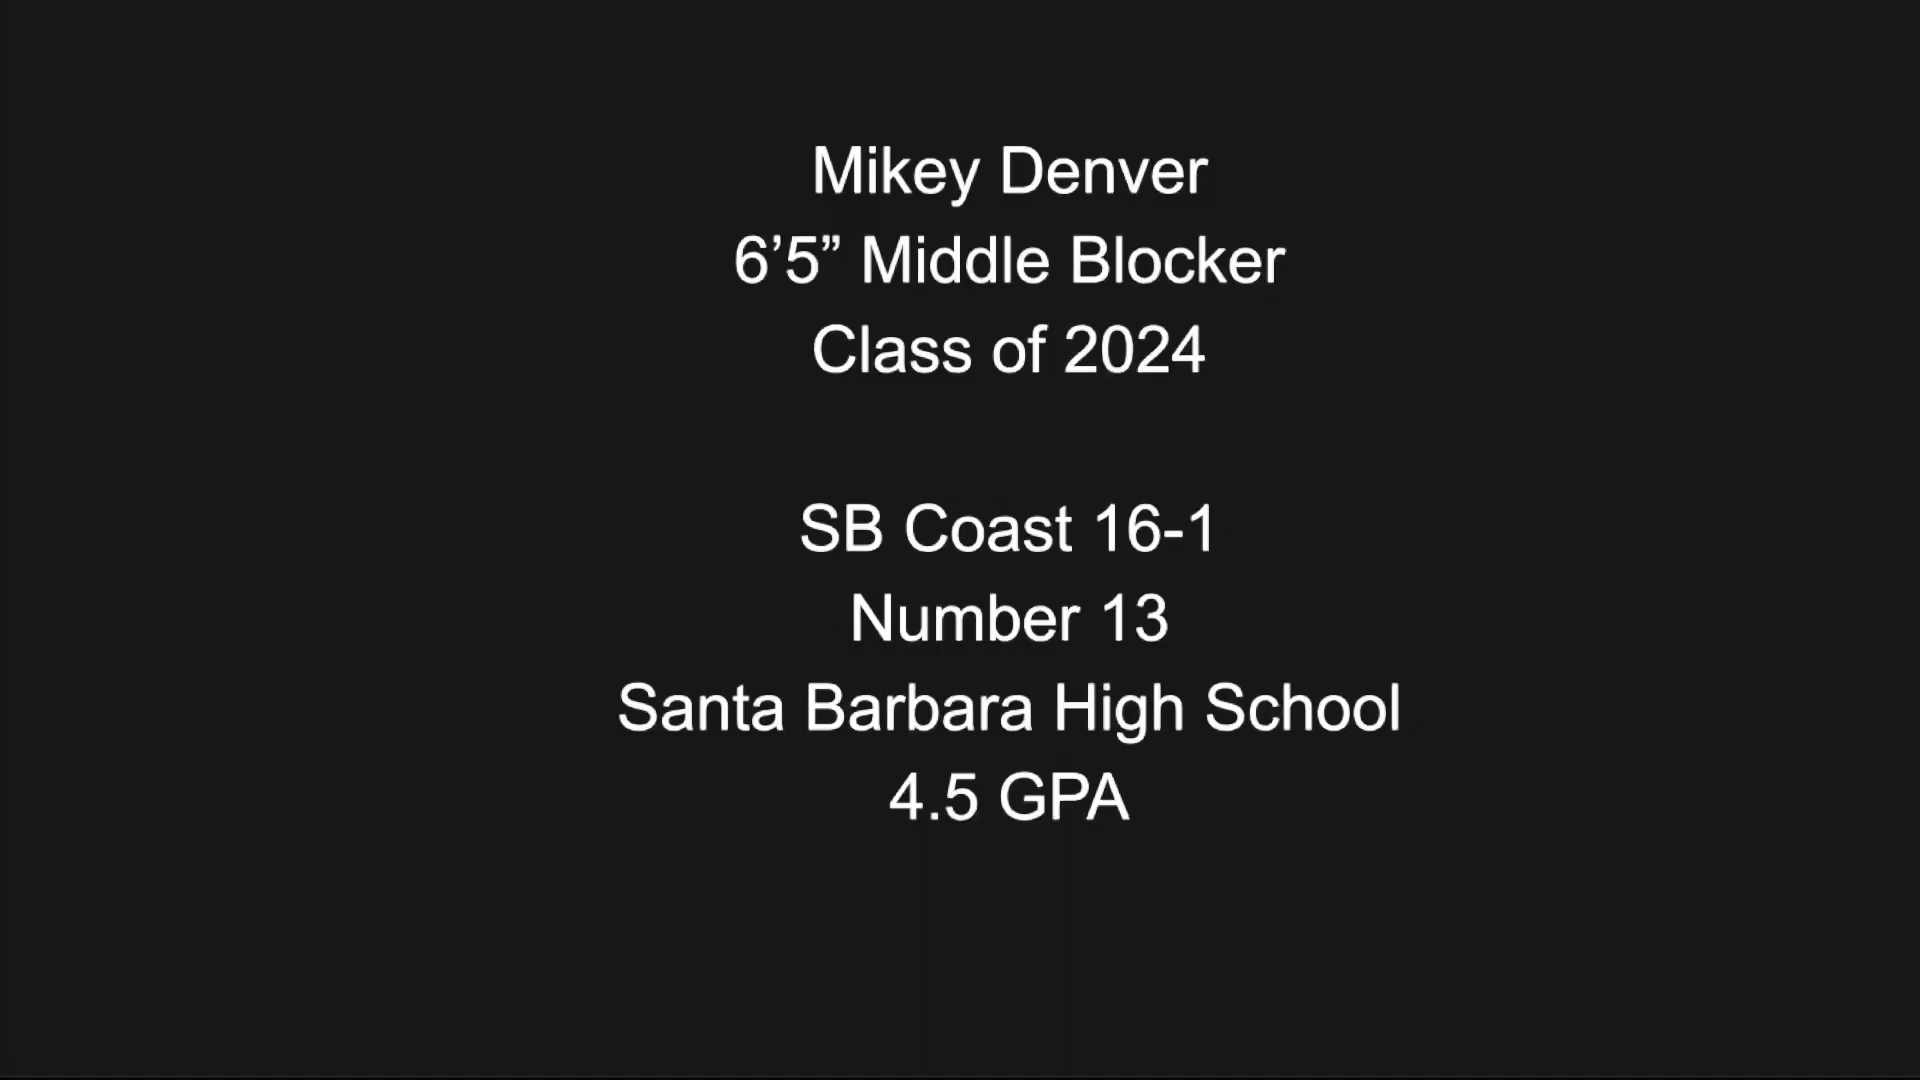 Mikey Denver
6’5” Middle Blocker
Class of 2024
SB Coast 16-1
Number 13
Santa Barbara High School
4.5 GPA